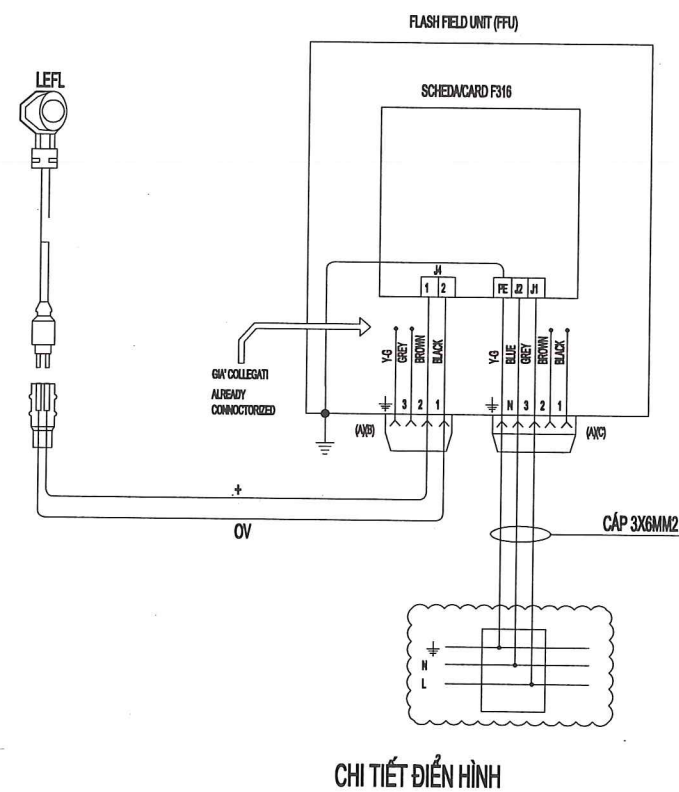 FLASH FIELD UNIT (FFU)
LEFL
SCHEDA/CARD F316
J4
1 2
PE J2 J1
Y-G
GREY
BROWN
BLACK
Y-G
BLUE
GREY
BROWN
BLACK
GIA' COLLEGATI
ALREADY
CONNOCTORIZED
3 2 1
N 3 2 1
(A)(B)
(A)(C)
+
OV
CÁP 3X6MM2
N
L
CHI TIẾT ĐIỂN HÌNH